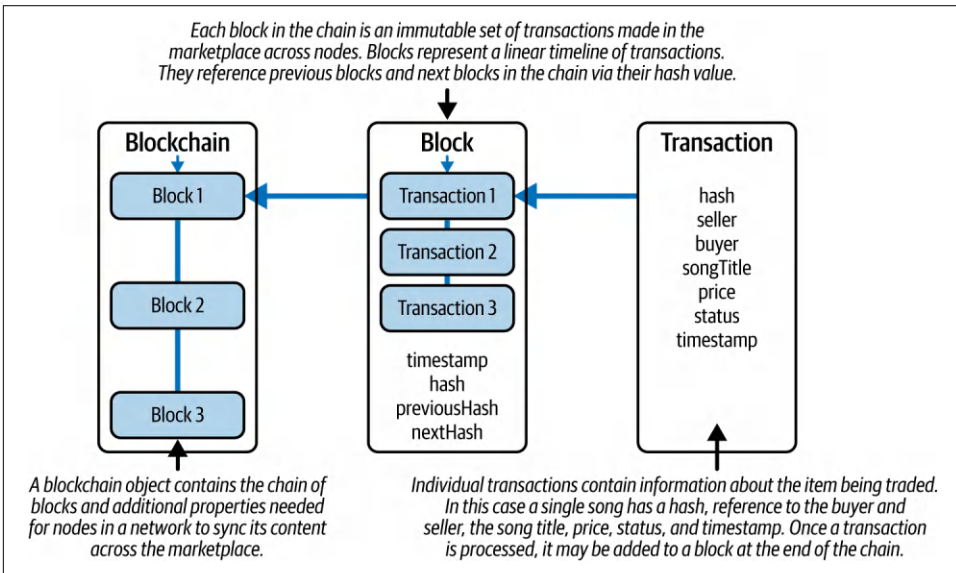 Each block in the chain is an immutable set of transactions made in the
marketplace across nodes. Blocks represent a linear timeline of transactions.
They reference previous blocks and next blocks in the chain via their hash value.
Blockchain
Block 1
Block 2
Block 3
Block
Transaction 1
Transaction 2
Transaction 3
timestamp
hash
previousHash
nextHash
Transaction
hash
seller
buyer
songTitle
price
status
timestamp
A blockchain object contains the chain of
blocks and additional properties needed
for nodes in a network to sync its content
across the marketplace.
Individual transactions contain information about the item being traded.
In this case a single song has a hash, reference to the buyer and
seller, the song title, price, status, and timestamp. Once a transaction
is processed, it may be added to a block at the end of the chain.